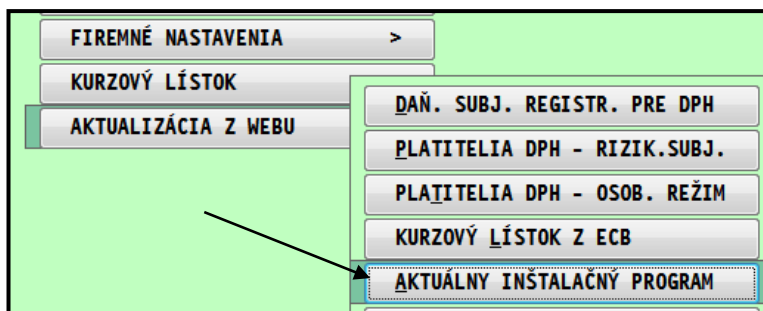 FIREMNÉ NASTAVENIA >
KURZOVÝ LÍSTOK
AKTUALIZÁCIA Z WEBU
DAŇ. SUBJ. REGISTR. PRE DPH
PLATITELIA DPH - RIZIK.SUBJ.
PLATITELIA DPH - OSOB. REŽIM
KURZOVÝ LÍSTOK Z ECB
AKTUÁLNY INŠTALAČNÝ PROGRAM